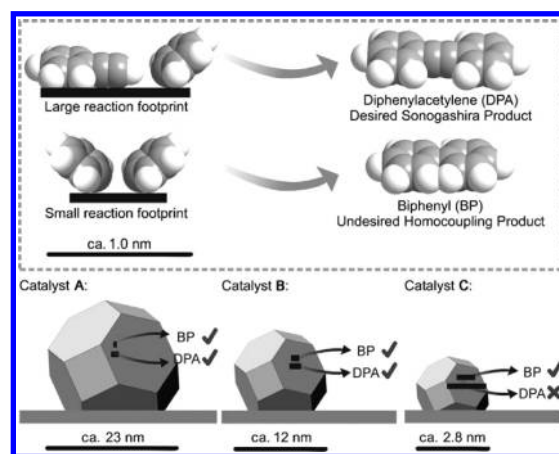 Large reaction footprint
Diphenylacetylene (DPA)
Desired Sonogashira Product
Small reaction footprint
Biphenyl (BP)
Undesired Homocoupling Product
ca. 1.0 nm
Catalyst A:
Catalyst B:
Catalyst C:
BP ✓
DPA ✓
BP ✓
DPA ✓
BP ✓
DPA ✗
ca. 23 nm
ca. 12 nm
ca. 2.8 nm